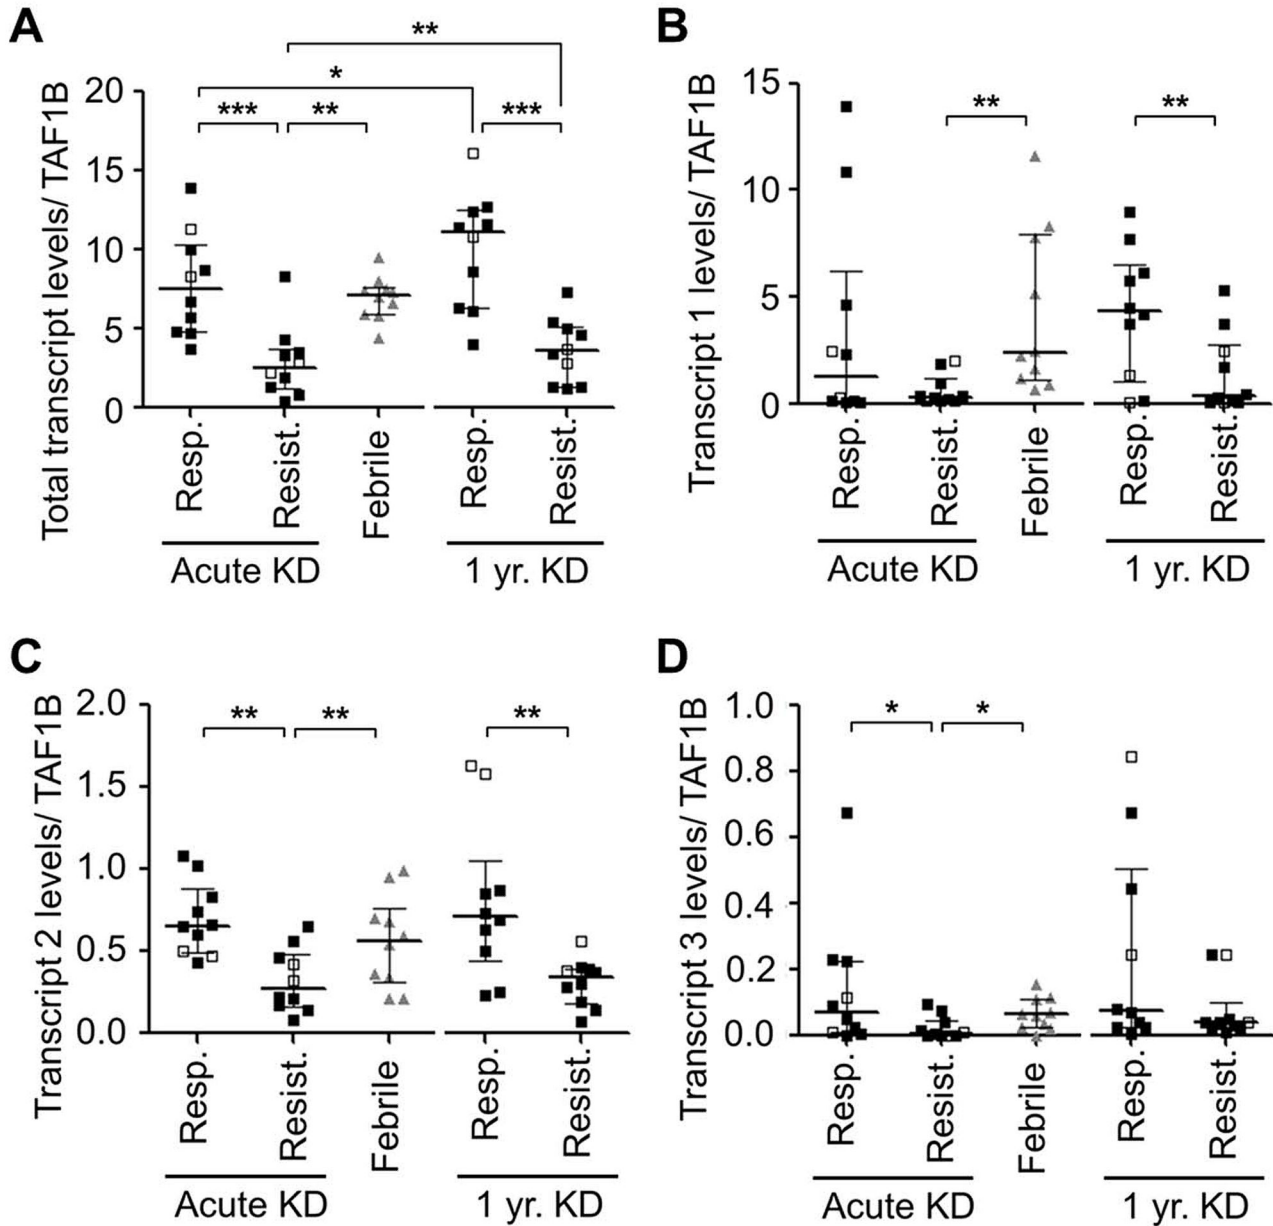 A
Total transcript levels/ TAF1B
20
15
10
5
0
**
*
***
**
***
Resp.
Resist.
Febrile
Resp.
Resist.
Acute KD
1 yr. KD
B
Transcript 1 levels/ TAF1B
15
10
5
0
**
**
Resp.
Resist.
Febrile
Resp.
Resist.
Acute KD
1 yr. KD
C
Transcript 2 levels/ TAF1B
2.0
1.5
1.0
0.5
0.0
**
**
**
Resp.
Resist.
Febrile
Resp.
Resist.
Acute KD
1 yr. KD
D
Transcript 3 levels/ TAF1B
1.0
0.8
0.6
0.4
0.2
0.0
*
*
Resp.
Resist.
Febrile
Resp.
Resist.
Acute KD
1 yr. KD